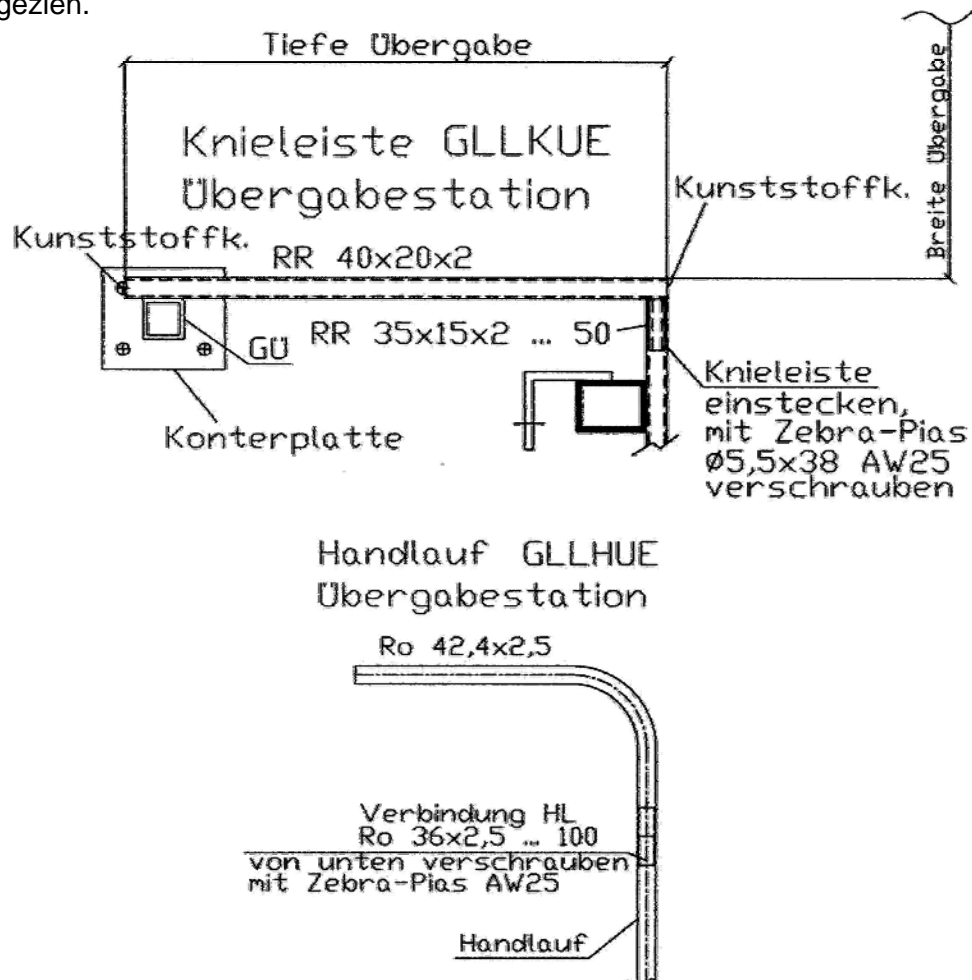 gezien.
Tiefe Übergabe
Breite Übergabe
Knieleiste GLLKUE
Übergabestation
Kunststoffk.
Kunststoffk.
RR 40x20x2
RR 35x15x2 ... 50
GÜ
Knieleiste
einstecken,
mit Zebra-Pias
Ø5,5x38 AW25
verschrauben
Konterplatte
Handlauf GLLHUE
Übergabestation
Ro 42,4x2,5
Verbindung HL
Ro 36x2,5 ... 100
von unten verschrauben
mit Zebra-Pias AW25
Handlauf